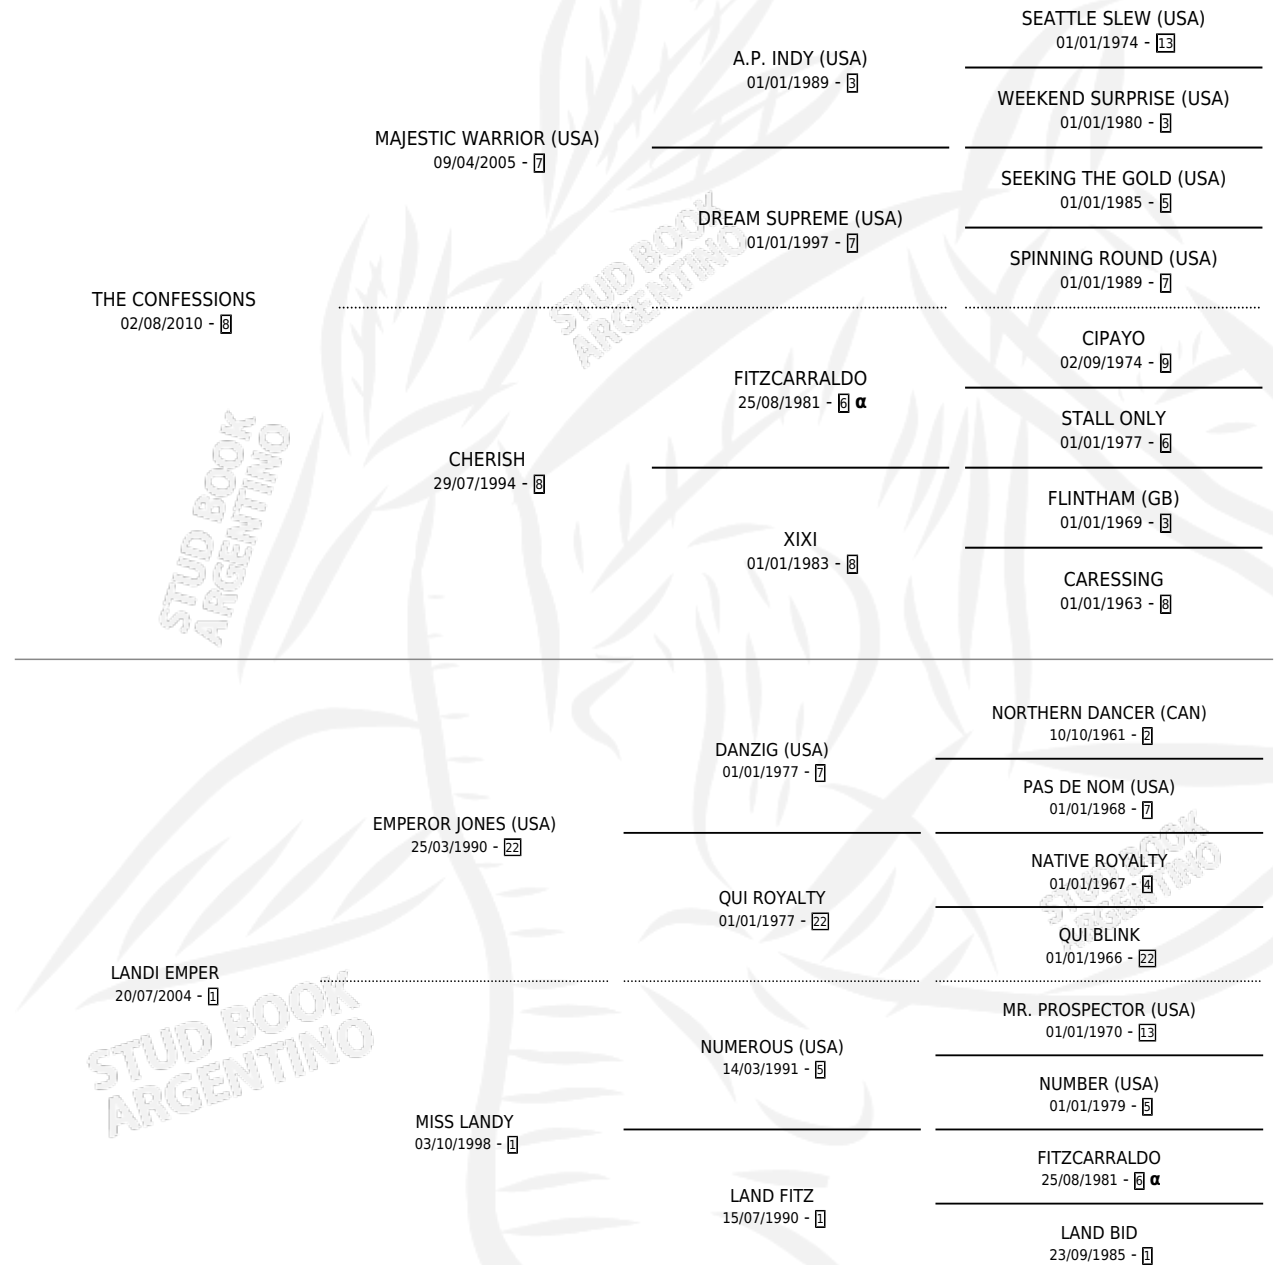 SEATTLE SLEW (USA)
01/01/1974 - 13
A.P. INDY (USA)
01/01/1989 - 3
WEEKEND SURPRISE (USA)
01/01/1980 - 3
MAJESTIC WARRIOR (USA)
09/04/2005 - 7
SEEKING THE GOLD (USA)
01/01/1985 - 5
DREAM SUPREME (USA)
01/01/1997 - 7
SPINNING ROUND (USA)
01/01/1989 - 7
THE CONFESSIONS
02/08/2010 - 8
CIPAYO
02/09/1974 - 9
FITZCARRALDO
25/08/1981 - 6 α
STALL ONLY
01/01/1977 - 6
CHERISH
29/07/1994 - 8
FLINTHAM (GB)
01/01/1969 - 3
XIXI
01/01/1983 - 8
CARESSING
01/01/1963 - 8
NORTHERN DANCER (CAN)
10/10/1961 - 2
DANZIG (USA)
01/01/1977 - 7
PAS DE NOM (USA)
01/01/1968 - 7
EMPEROR JONES (USA)
25/03/1990 - 22
NATIVE ROYALTY
01/01/1967 - 4
QUI ROYALTY
01/01/1977 - 22
QUI BLINK
01/01/1966 - 22
LANDI EMPER
20/07/2004 - 1
MR. PROSPECTOR (USA)
01/01/1970 - 13
NUMEROUS (USA)
14/03/1991 - 5
NUMBER (USA)
01/01/1979 - 5
MISS LANDY
03/10/1998 - 1
FITZCARRALDO
25/08/1981 - 6 α
LAND FITZ
15/07/1990 - 1
LAND BID
23/09/1985 - 1
STUD BOOK
ARGENTINO
STUD BOOK
ARGENTINO
STUD BOOK
ARGENTINO
STUD BOOK
ARGENTINO